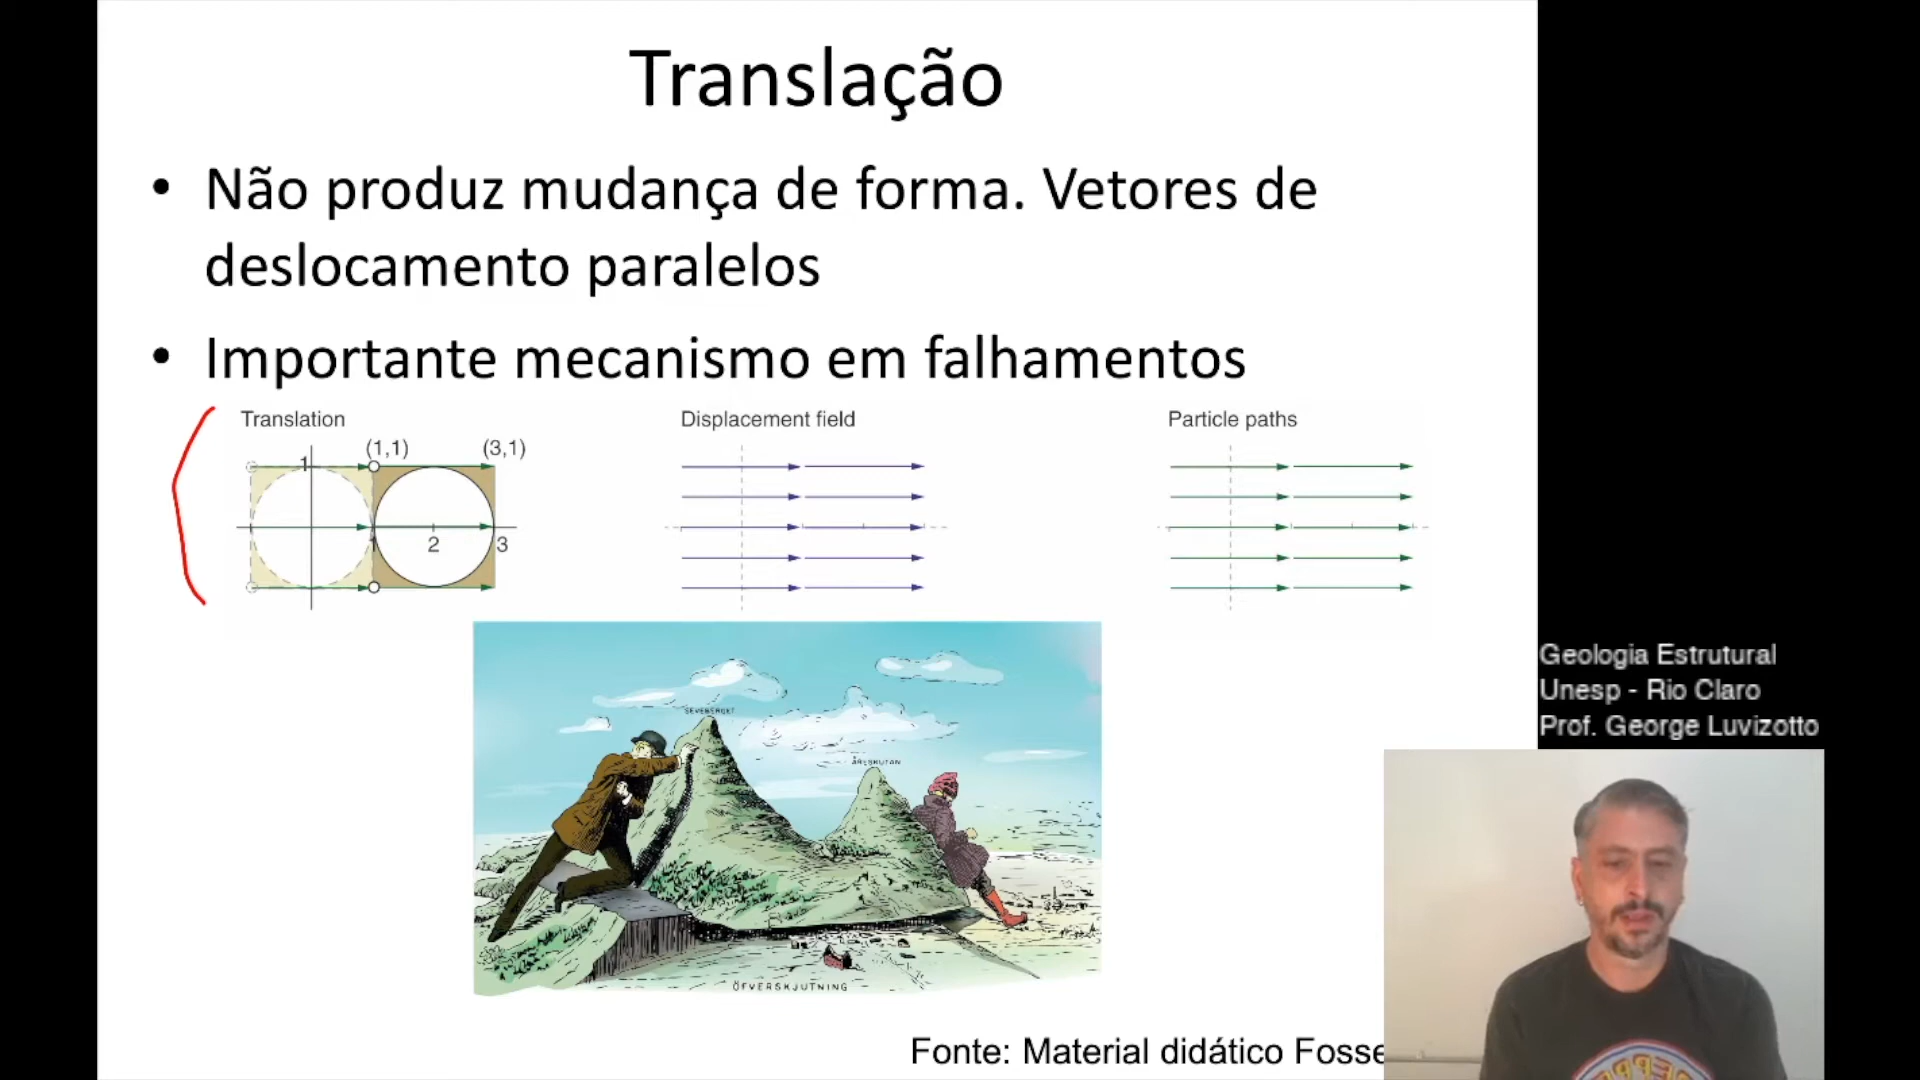 Translação
• Não produz mudança de forma. Vetores de
deslocamento paralelos
• Importante mecanismo em falhamentos
Translation
Displacement field
Particle paths
(1,1)
(3,1)
1
1
2
3
SEVEBERGET
ÅRESKUTAN
ÖFVERSKJUTNING
Geologia Estrutural
Unesp - Rio Claro
Prof. George Luvizotto
Fonte: Material didático Fosse